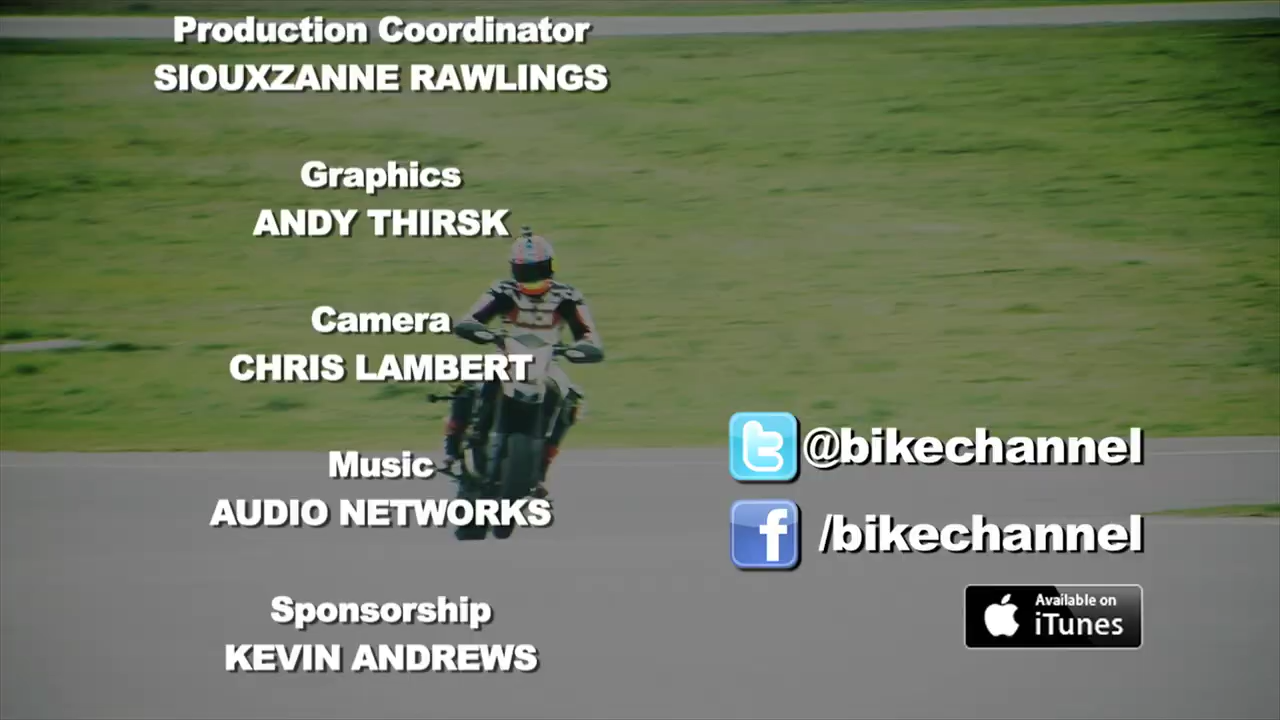 Production Coordinator
SIOUXZANNE RAWLINGS
Graphics
ANDY THIRSK
Camera
CHRIS LAMBERT
Music
AUDIO NETWORKS
Sponsorship
KEVIN ANDREWS
@bikechannel
/bikechannel
Available on
iTunes